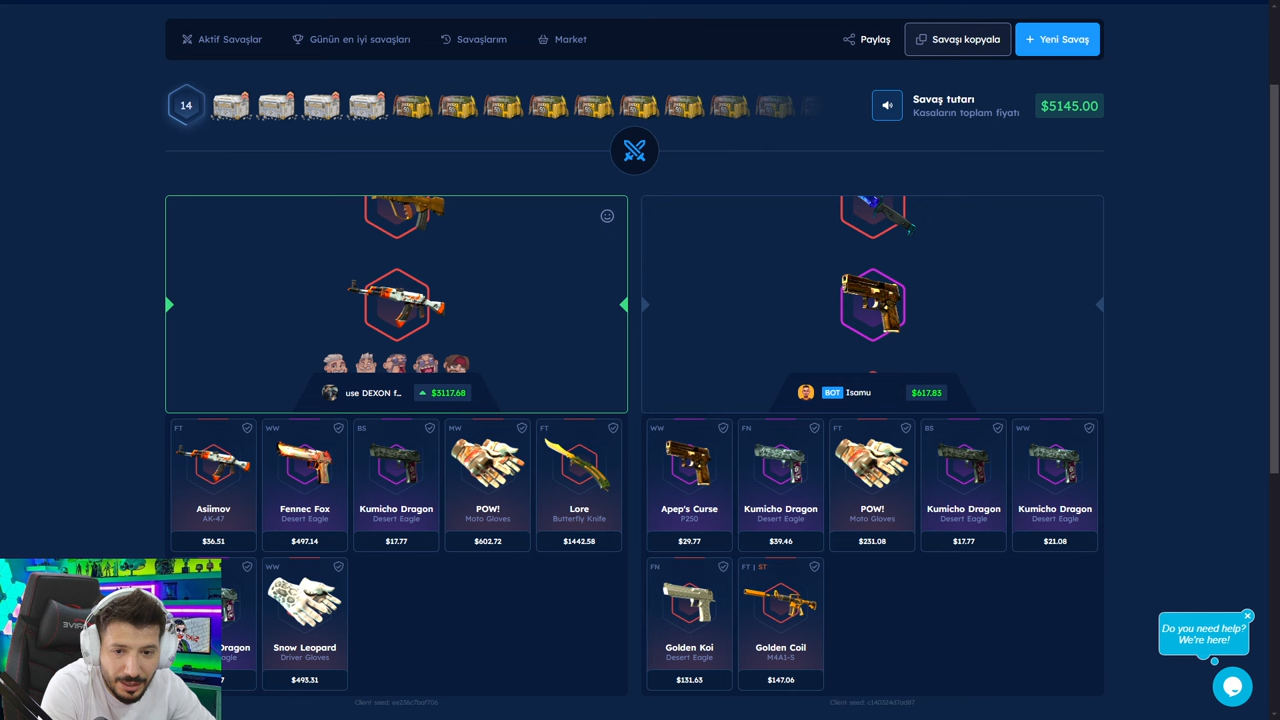 Aktif Savaşlar
Günün en iyi savaşları
Savaşlarım
Market
Paylaş
Savaşı kopyala
+ Yeni Savaş
14
Savaş tutarı
Kasaların toplam fiyatı
$5145.00
use DEXON f...
$3117.68
BOT Isamu
$617.83
FT
Asiimov
AK-47
$36.51
WW
Fennec Fox
Desert Eagle
$497.14
BS
Kumicho Dragon
Desert Eagle
$17.77
MW
POW!
Moto Gloves
$602.72
FT
Lore
Butterfly Knife
$1442.58
WW
Apep's Curse
P250
$29.77
FN
Kumicho Dragon
Desert Eagle
$39.46
FT
POW!
Moto Gloves
$231.08
BS
Kumicho Dragon
Desert Eagle
$17.77
WW
Kumicho Dragon
Desert Eagle
$21.08
Dragon
WW
Snow Leopard
Driver Gloves
$493.31
FN
Golden Koi
Desert Eagle
$131.63
FT | ST
Golden Coil
M4A1-S
$147.06
Do you need help?
We're here!